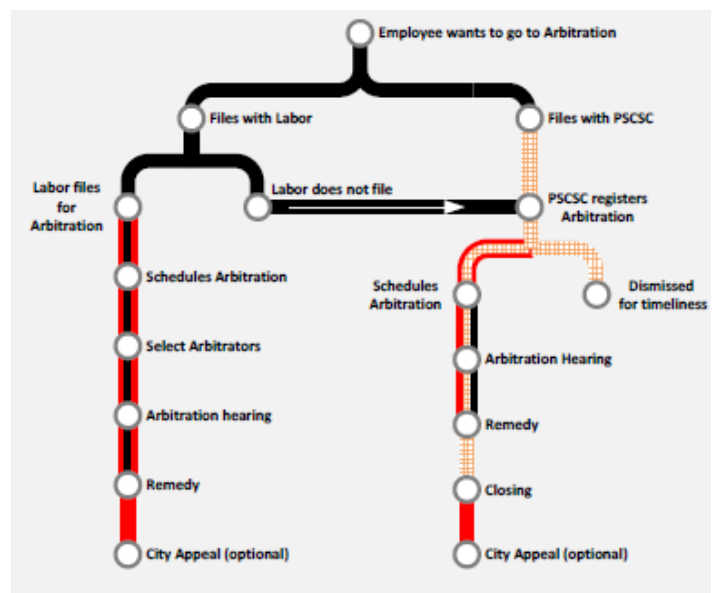 Employee wants to go to Arbitration
Files with Labor
Files with PSCSC
Labor files
for
Arbitration
Labor does not file
PSCSC registers
Arbitration
Schedules Arbitration
Schedules
Arbitration
Dismissed
for timeliness
Select Arbitrators
Arbitration Hearing
Arbitration hearing
Remedy
Remedy
Closing
City Appeal (optional)
City Appeal (optional)